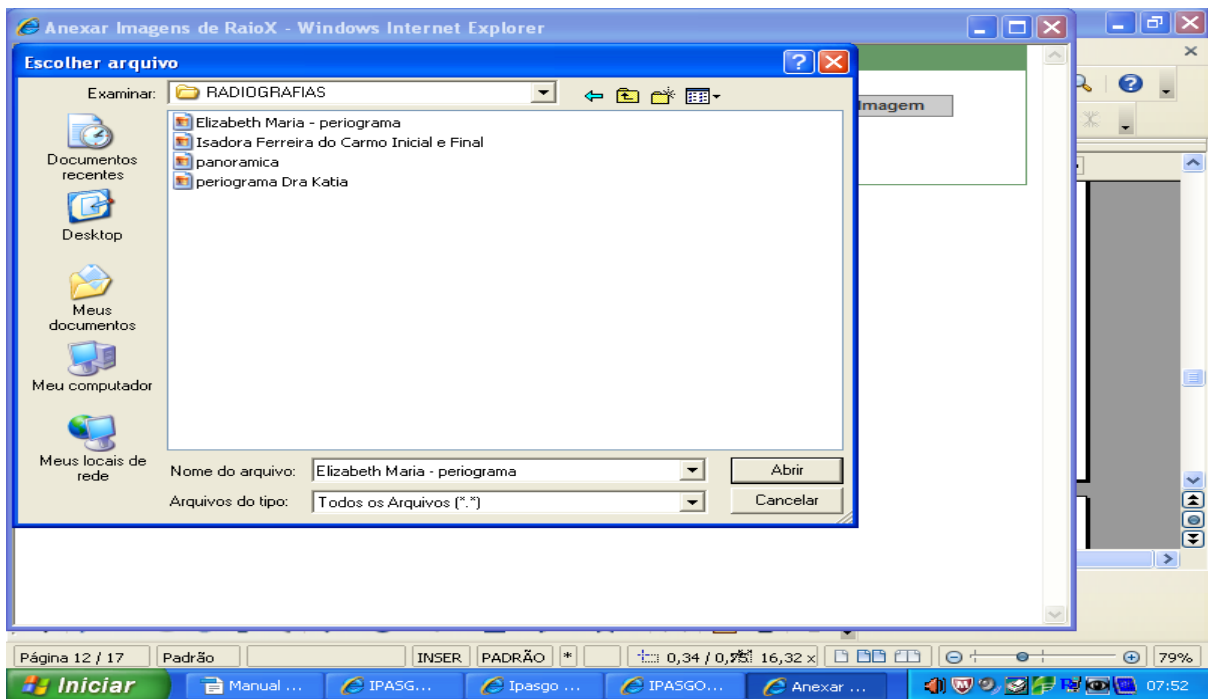 Anexar Imagens de RaioX - Windows Internet Explorer
Escolher arquivo
Examinar: RADIOGRAFIAS
Imagem
Elizabeth Maria - periograma
Isadora Ferreira do Carmo Inicial e Final
panoramica
periograma Dra Katia
Documentos
recentes
Desktop
Meus
documentos
Meu computador
Meus locais de
rede
Nome do arquivo: Elizabeth Maria - periograma Abrir
Arquivos do tipo: Todos os Arquivos (*.*) Cancelar
Página 12 / 17 Padrão INSER PADRÃO * 0,34 / 0, 16,32 x 79%
Iniciar Manual ... IPASG... Ipasgo ... IPASGO... Anexar ... 07:52